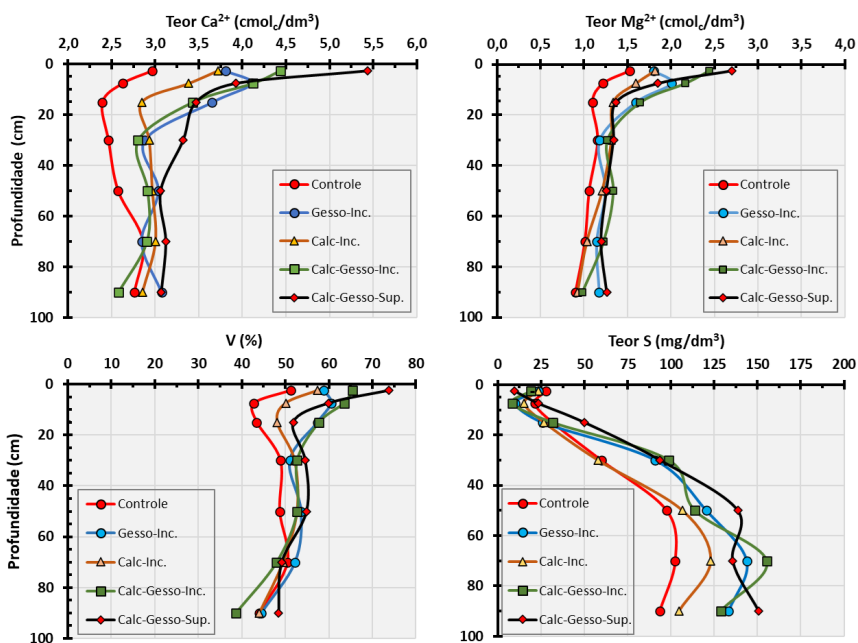 Teor Ca²⁺ (cmol_c/dm³)
2,0 2,5 3,0 3,5 4,0 4,5 5,0 5,5 6,0
Profundidade (cm)
0
20
40
60
80
100
Controle
Gesso-Inc.
Calc-Inc.
Calc-Gesso-Inc.
Calc-Gesso-Sup.
Teor Mg²⁺ (cmol_c/dm³)
0,0 0,5 1,0 1,5 2,0 2,5 3,0 3,5 4,0
0
20
40
60
80
100
Controle
Gesso-Inc.
Calc-Inc.
Calc-Gesso-Inc.
Calc-Gesso-Sup.
V (%)
0 10 20 30 40 50 60 70 80
Profundidade (cm)
0
20
40
60
80
100
Controle
Gesso-Inc.
Calc-Inc.
Calc-Gesso-Inc.
Calc-Gesso-Sup.
Teor S (mg/dm³)
0 25 50 75 100 125 150 175 200
0
20
40
60
80
100
Controle
Gesso-Inc.
Calc-Inc.
Calc-Gesso-Inc.
Calc-Gesso-Sup.